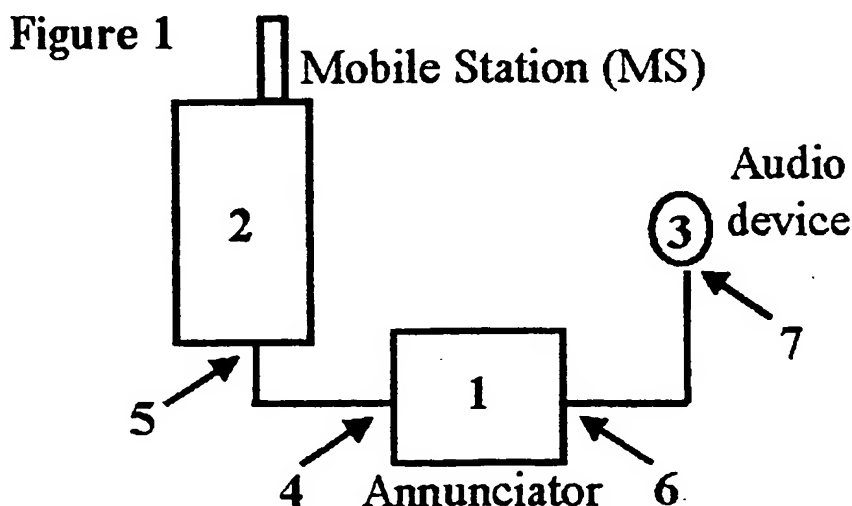 Figure 1
Mobile Station (MS)
Audio
device
2
3
7
1
5
4
Annunciator
6